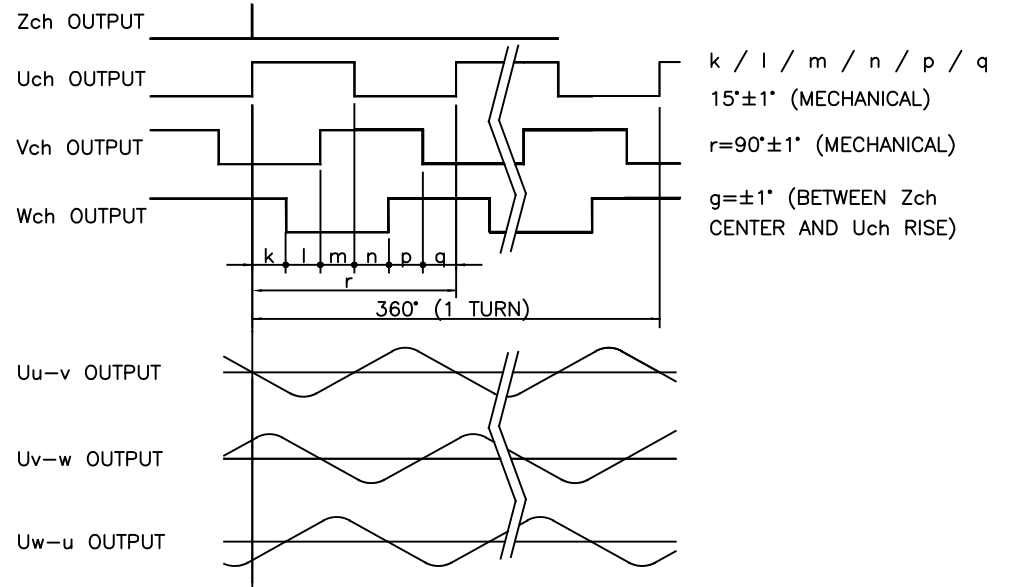 Zch OUTPUT
Uch OUTPUT
Vch OUTPUT
Wch OUTPUT
k l m n p q
r
360° (1 TURN)
Uu−v OUTPUT
Uv−w OUTPUT
Uw−u OUTPUT
k / l / m / n / p / q
15°±1° (MECHANICAL)
r=90°±1° (MECHANICAL)
g=±1° (BETWEEN Zch
CENTER AND Uch RISE)